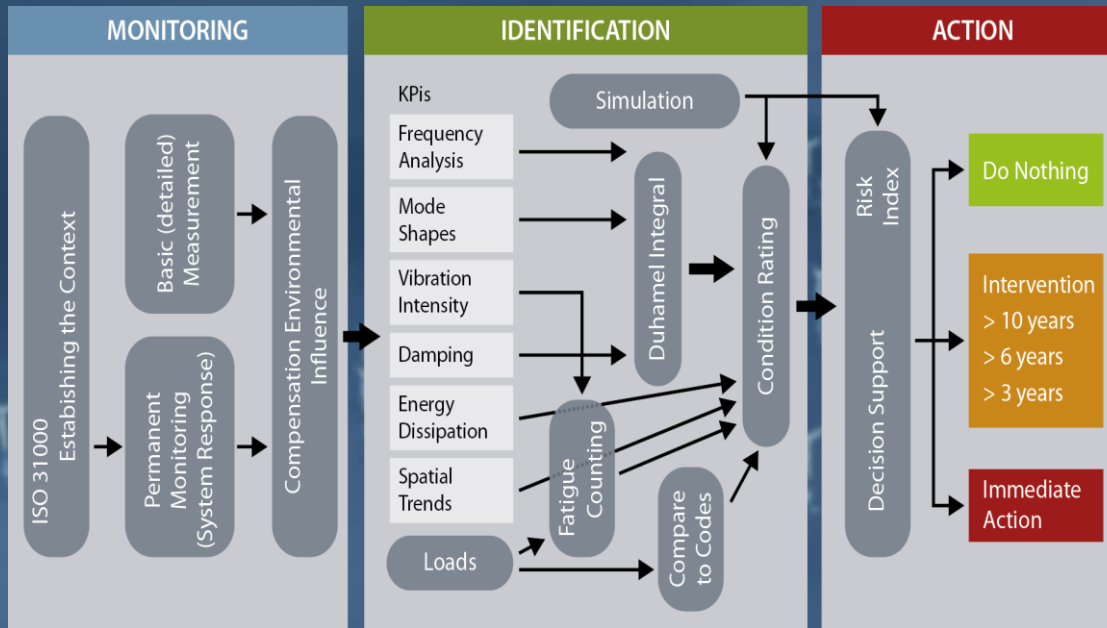 MONITORING
ISO 31000
Estabishing the Context
Basic (detailed)
Measurement
Permanent
Monitoring
(System Response)
Compensation Environmental
Influence
IDENTIFICATION
KPis
Frequency
Analysis
Mode
Shapes
Vibration
Intensity
Damping
Energy
Dissipation
Spatial
Trends
Loads
Simulation
Duhamel Integral
Fatigue
Counting
Compare
to Codes
Condition Rating
ACTION
Risk
Index
Decision Support
Do Nothing
Intervention
> 10 years
> 6 years
> 3 years
Immediate
Action